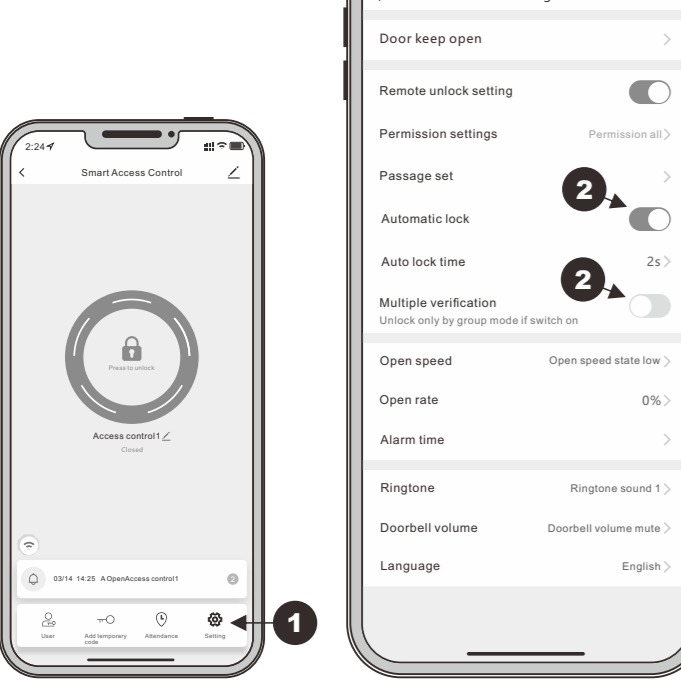 2:24
Smart Access Control
Press to unlock
Access control1
Closed
03/14 14:25 A OpenAccess control1
2
User
Add temporary
code
Attendance
Setting
1
Door keep open
Remote unlock setting
Permission settings Permission all
Passage set
2
Automatic lock
Auto lock time 2s
2
Multiple verification
Unlock only by group mode if switch on
Open speed Open speed state low
Open rate 0%
Alarm time
Ringtone Ringtone sound 1
Doorbell volume Doorbell volume mute
Language English